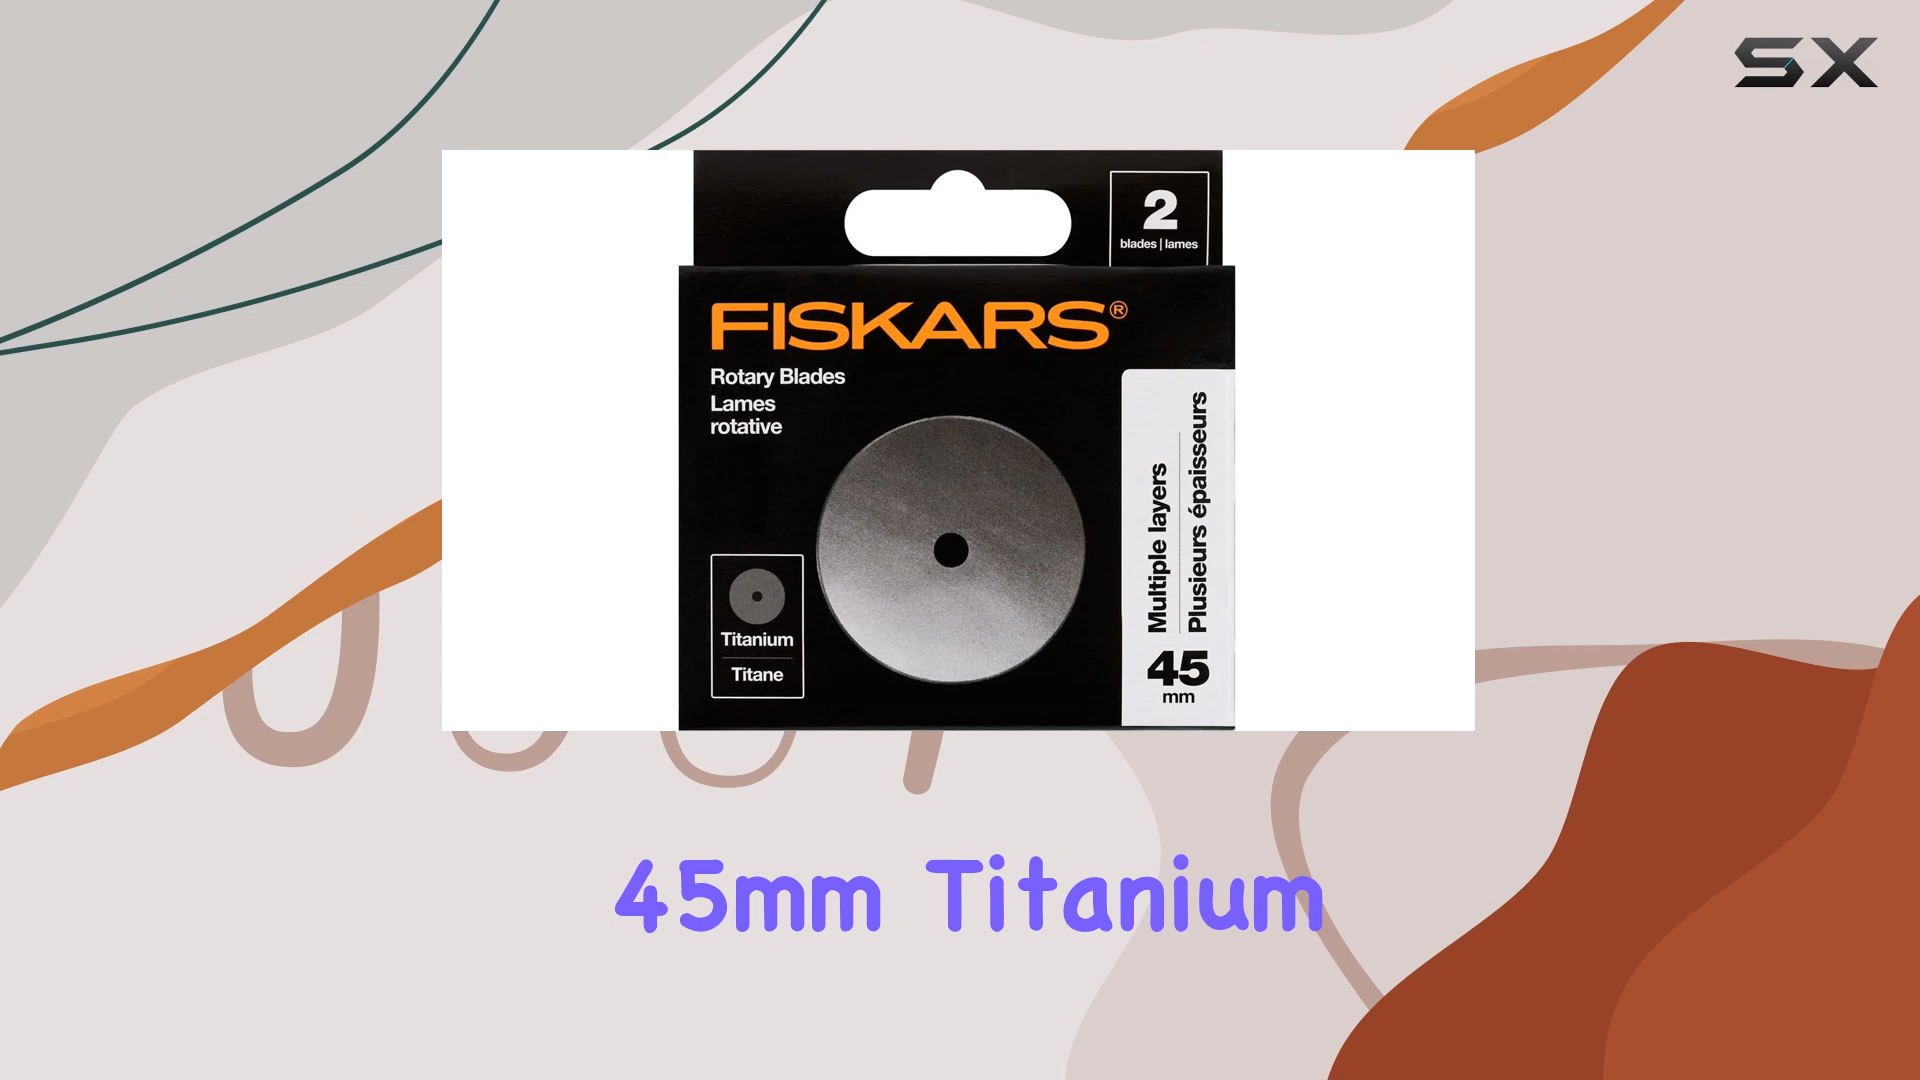 SX
2
blades | lames
FISKARS®
Rotary Blades
Lames
rotative
Multiple layers
Plusieurs épaisseurs
45
mm
Titanium
Titane
45mm Titanium